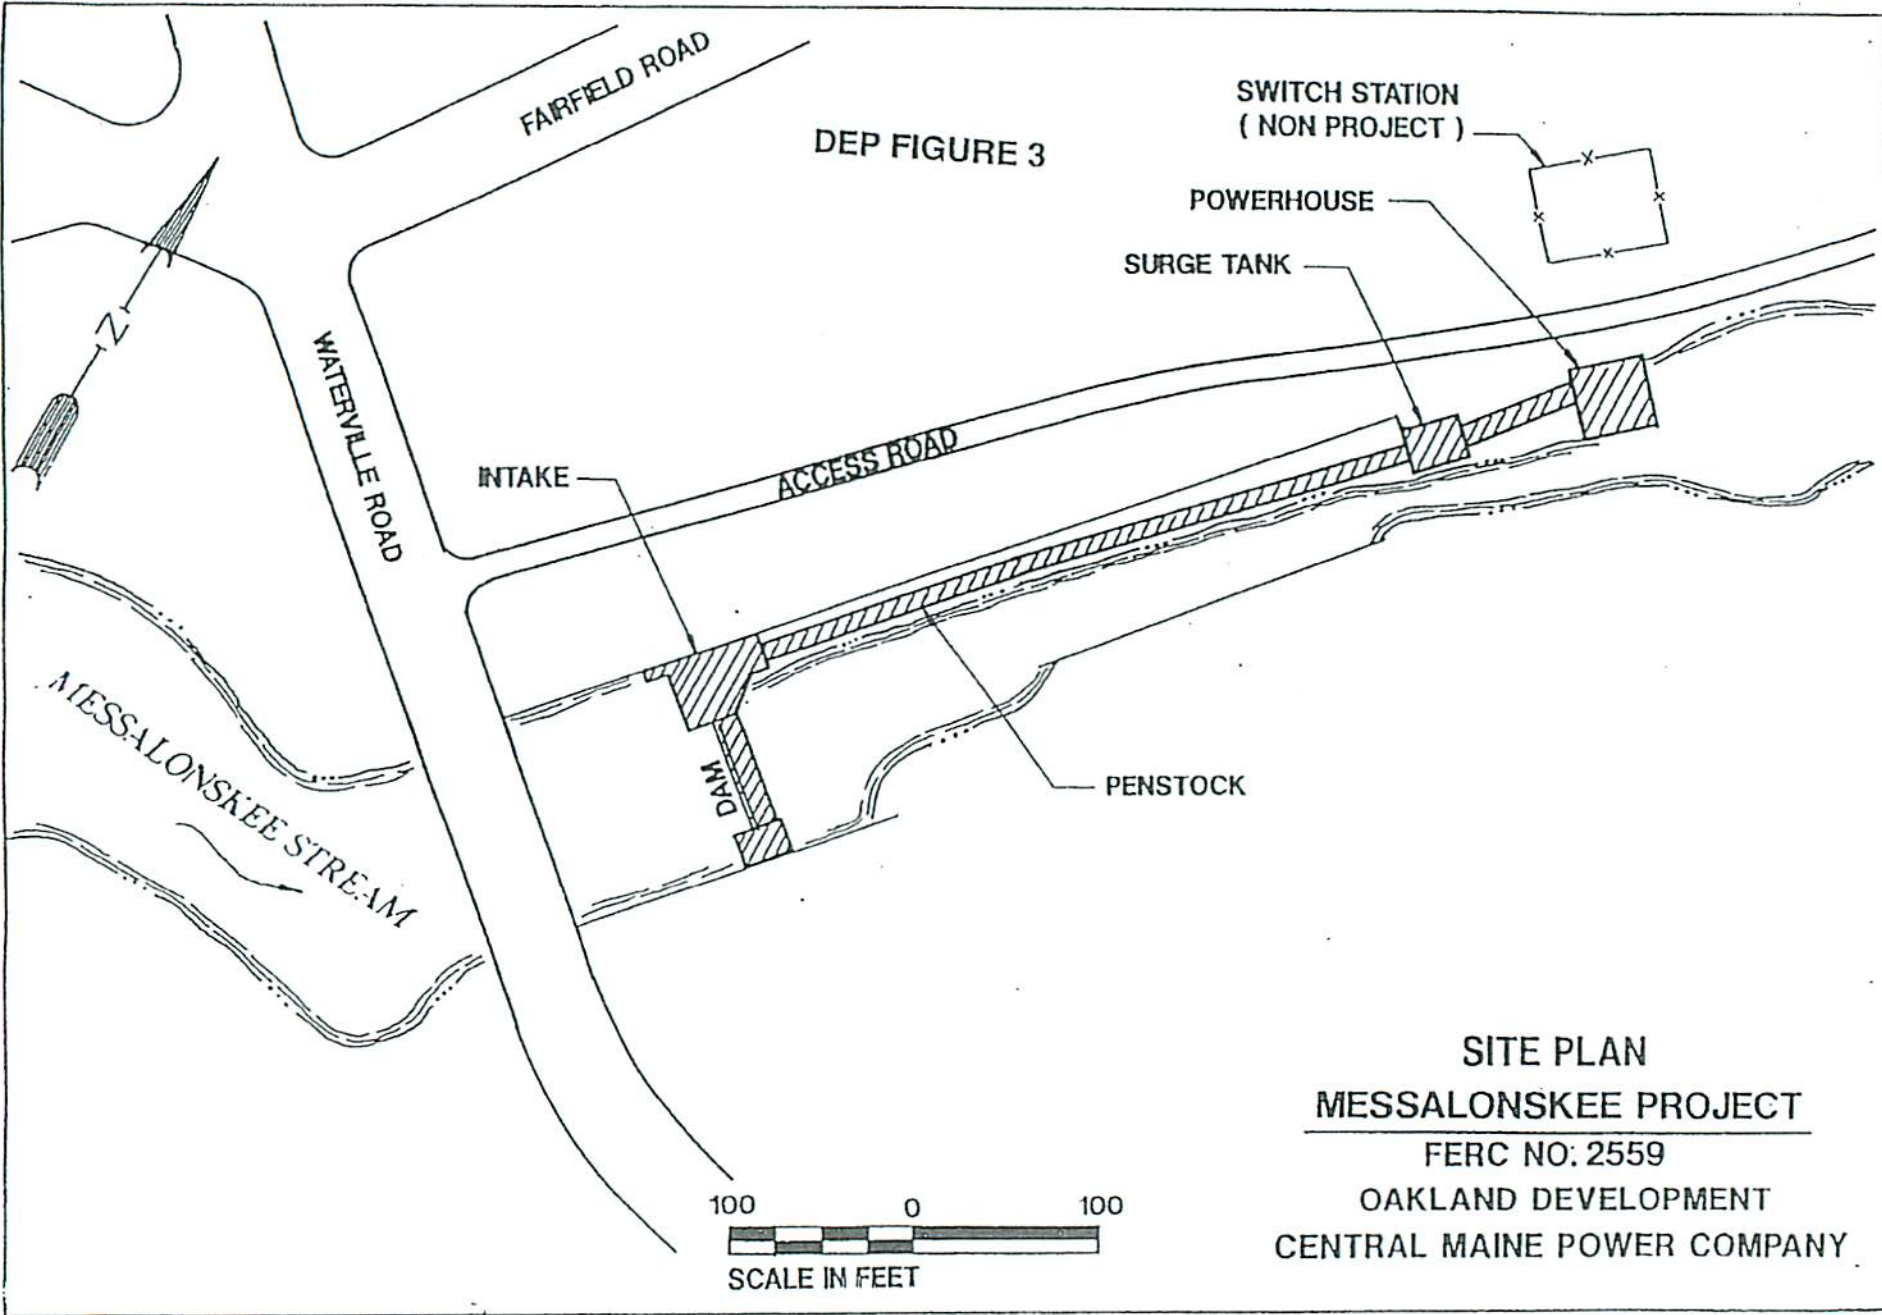 FAIRFIELD ROAD
DEP FIGURE 3
SWITCH STATION
( NON PROJECT )
POWERHOUSE
SURGE TANK
N
WATERVILLE ROAD
INTAKE
ACCESS ROAD
MESSALONSKEE STREAM
DAM
PENSTOCK
SITE PLAN
MESSALONSKEE PROJECT
FERC NO. 2559
OAKLAND DEVELOPMENT
CENTRAL MAINE POWER COMPANY
100 0 100
SCALE IN FEET